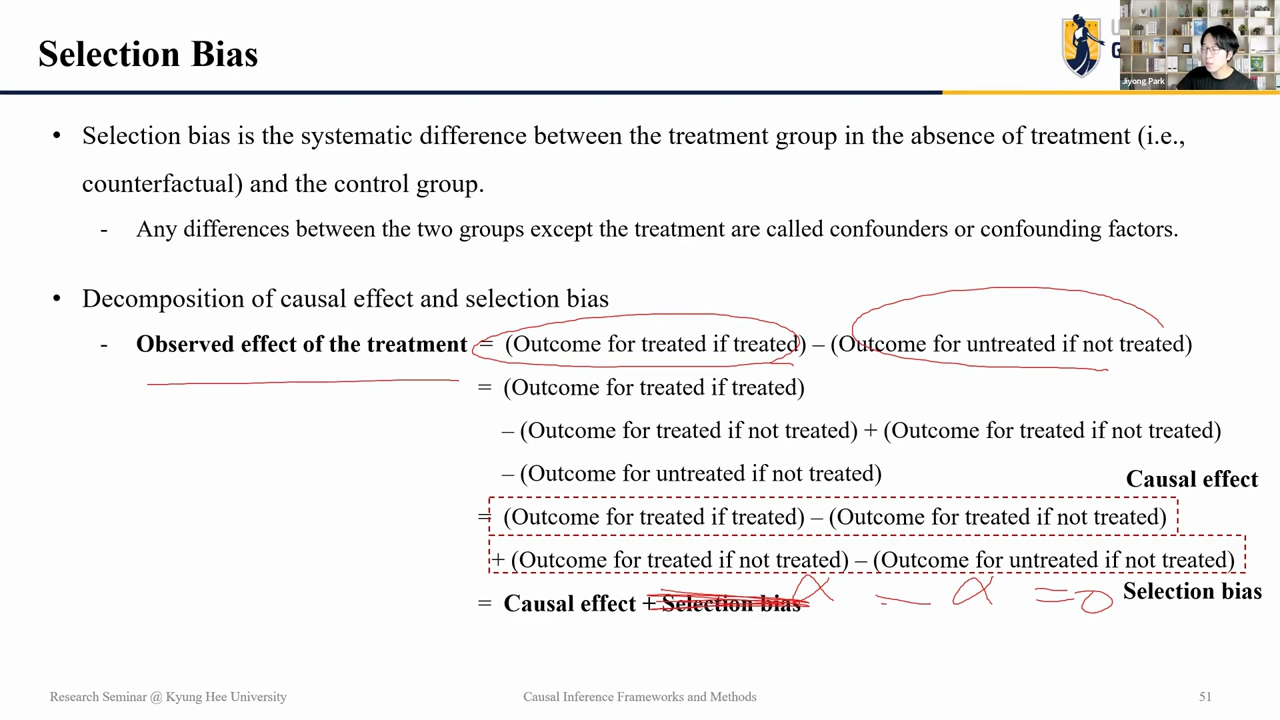 Selection Bias
U
G
Jiyong Park
• Selection bias is the systematic difference between the treatment group in the absence of treatment (i.e.,
counterfactual) and the control group.
- Any differences between the two groups except the treatment are called confounders or confounding factors.
• Decomposition of causal effect and selection bias
- Observed effect of the treatment = (Outcome for treated if treated) – (Outcome for untreated if not treated)
= (Outcome for treated if treated)
– (Outcome for treated if not treated) + (Outcome for treated if not treated)
– (Outcome for untreated if not treated)
Causal effect
= (Outcome for treated if treated) – (Outcome for treated if not treated)
+ (Outcome for treated if not treated) – (Outcome for untreated if not treated)
α – α = 0
Selection bias
= Causal effect + Selection bias
Research Seminar @ Kyung Hee University
Causal Inference Frameworks and Methods
51